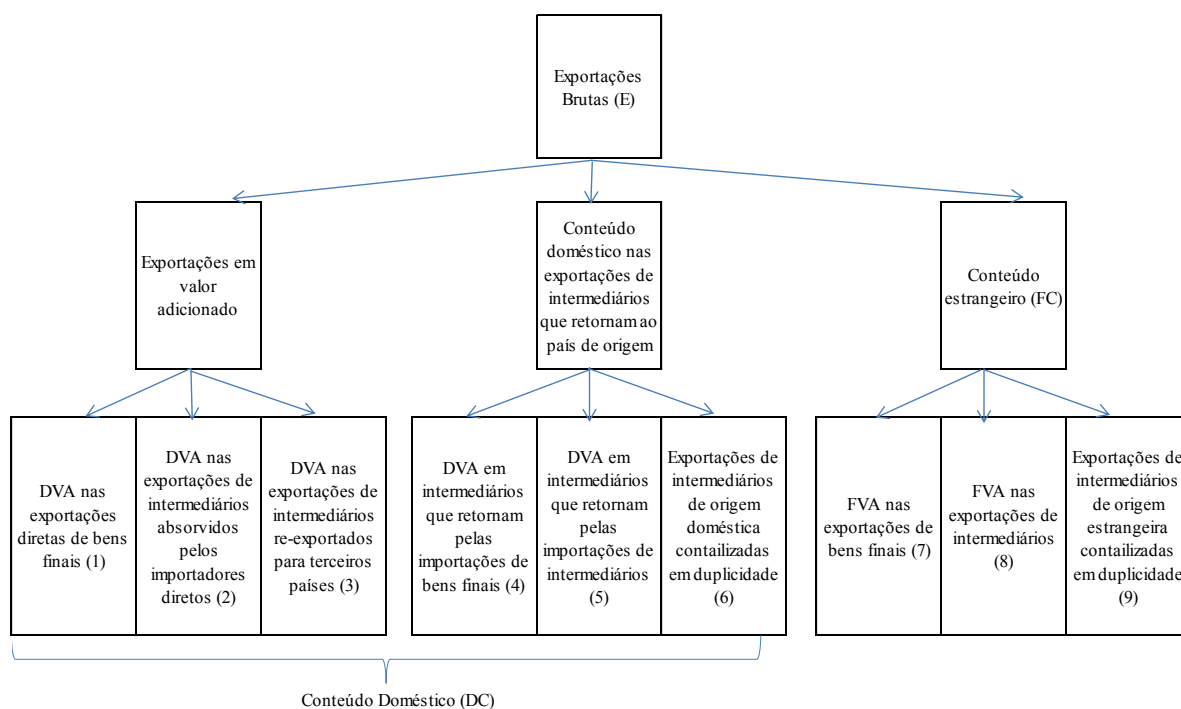 Exportações
Brutas (E)
Exportações em
valor
adicionado
Conteúdo
doméstico nas
exportações de
intermediários
que retornam ao
país de origem
Conteúdo
estrangeiro (FC)
DVA nas
exportações
diretas de bens
finais (1)
DVA nas
exportações de
intermediários
absorvidos
pelos
importadores
diretos (2)
DVA nas
exportações de
intermediários
re-exportados
para terceiros
países (3)
DVA em
intermediários
que retornam
pelas
importações de
bens finais (4)
DVA em
intermediários
que retornam
pelas
importações de
intermediários
(5)
Exportações de
intermediários
de origem
doméstica
contailizadas
em duplicidade
(6)
FVA nas
exportações de
bens finais (7)
FVA nas
exportações de
intermediários
(8)
Exportações de
intermediários
de origem
estrangeira
contailizadas
em duplicidade
(9)
Conteúdo Doméstico (DC)